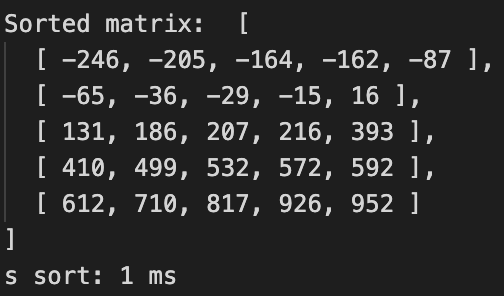 Sorted matrix:  [
  [ -246, -205, -164, -162, -87 ],
  [ -65, -36, -29, -15, 16 ],
  [ 131, 186, 207, 216, 393 ],
  [ 410, 499, 532, 572, 592 ],
  [ 612, 710, 817, 926, 952 ]
]
s sort: 1 ms